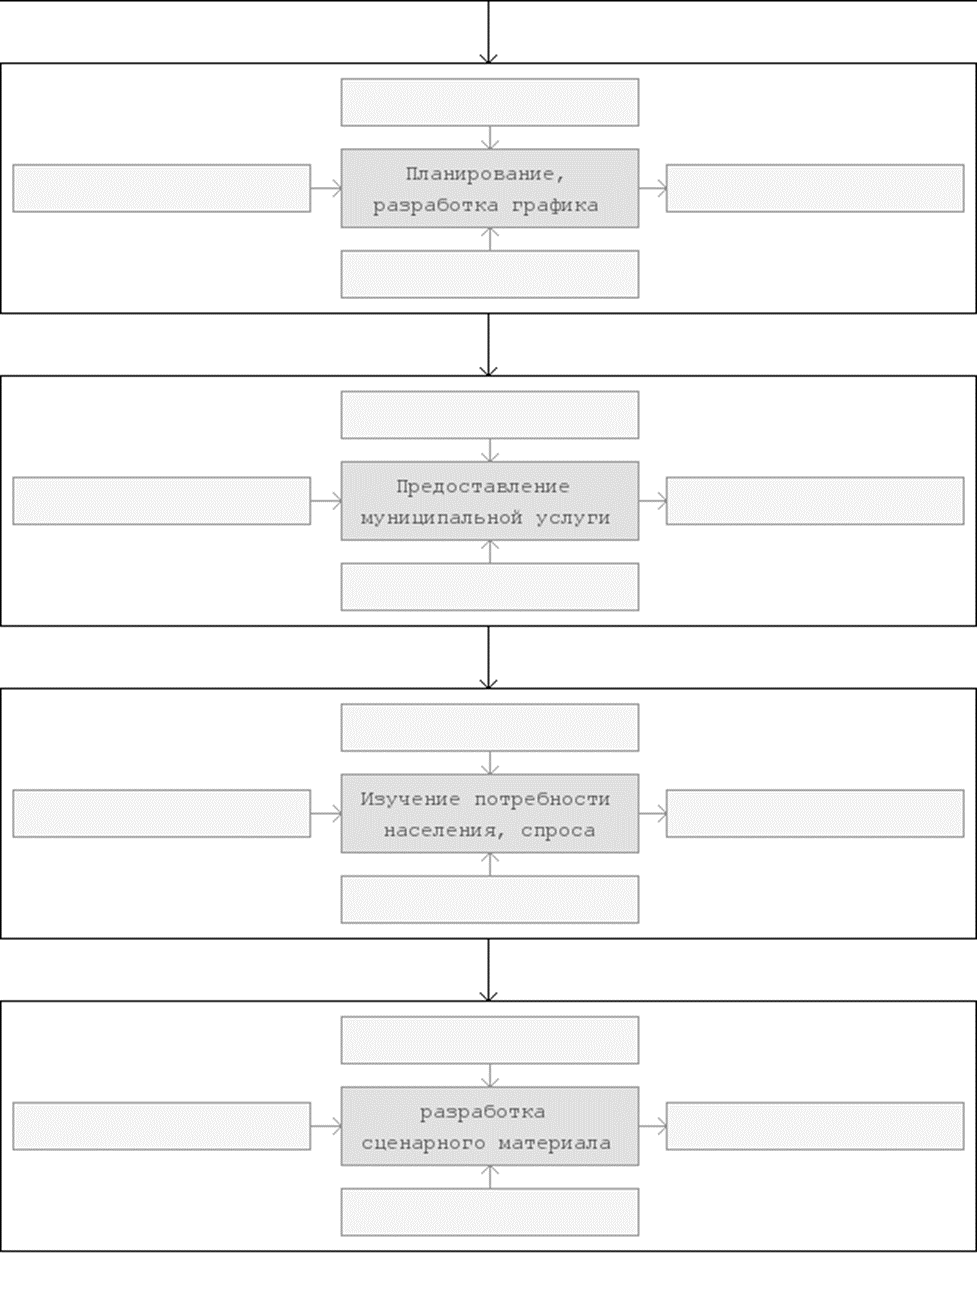 Планирование,
разработка графика
Предоставление
муниципальной услуги
Изучение потребности
населения, спроса
разработка
сценарного материала